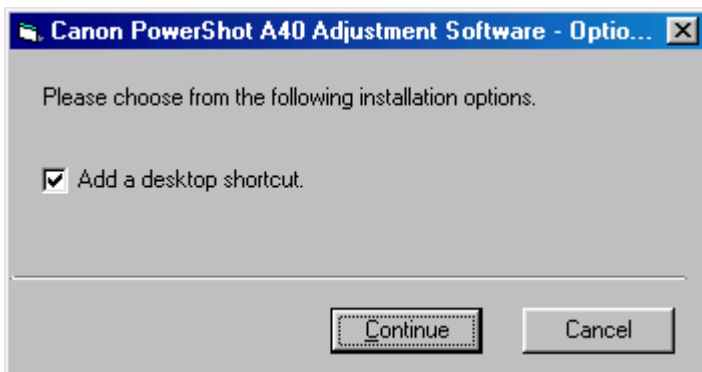 Canon PowerShot A40 Adjustment Software - Optio...
Please choose from the following installation options.
Add a desktop shortcut.
Continue Cancel